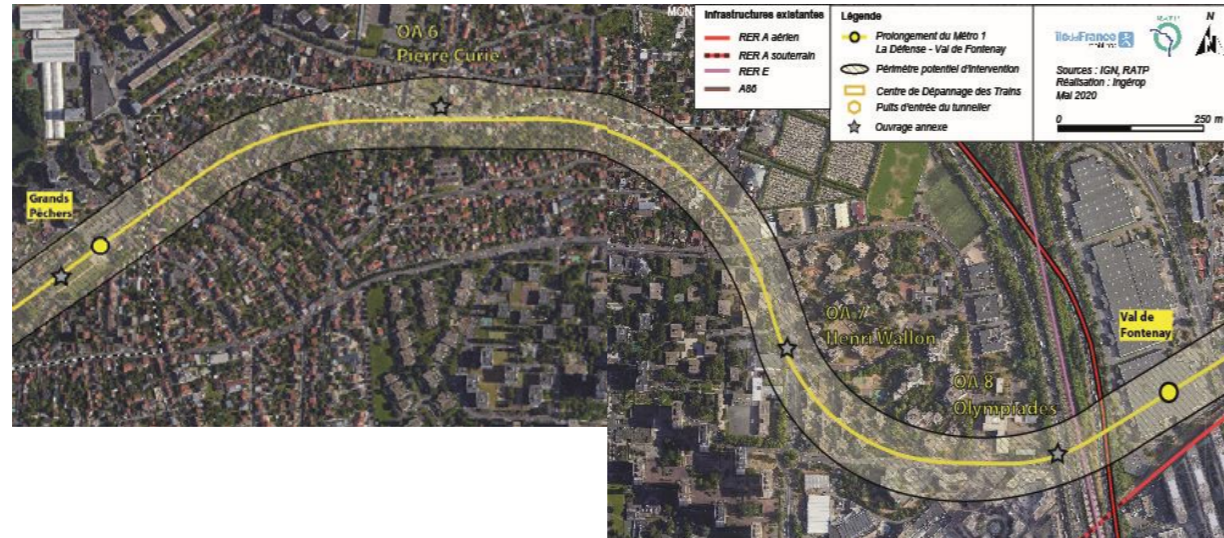 OA 6
Pierre Curie
Grands
Pêchers
OA 7
Henri Wallon
OA 8
Olympiades
Val de
Fontenay
MON
Infrastructures existantes
RER A aérien
RER A souterrain
RER E
A86
Légende
Prolongement du Métro 1
La Défense - Val de Fontenay
Périmètre potentiel d'intervention
Centre de Dépannage des Trains
Puits d'entrée du tunnelier
Ouvrage annexe
îledeFrance
RATP
N
Sources : IGN, RATP
Réalisation : Ingérop
Mai 2020
0 250 m